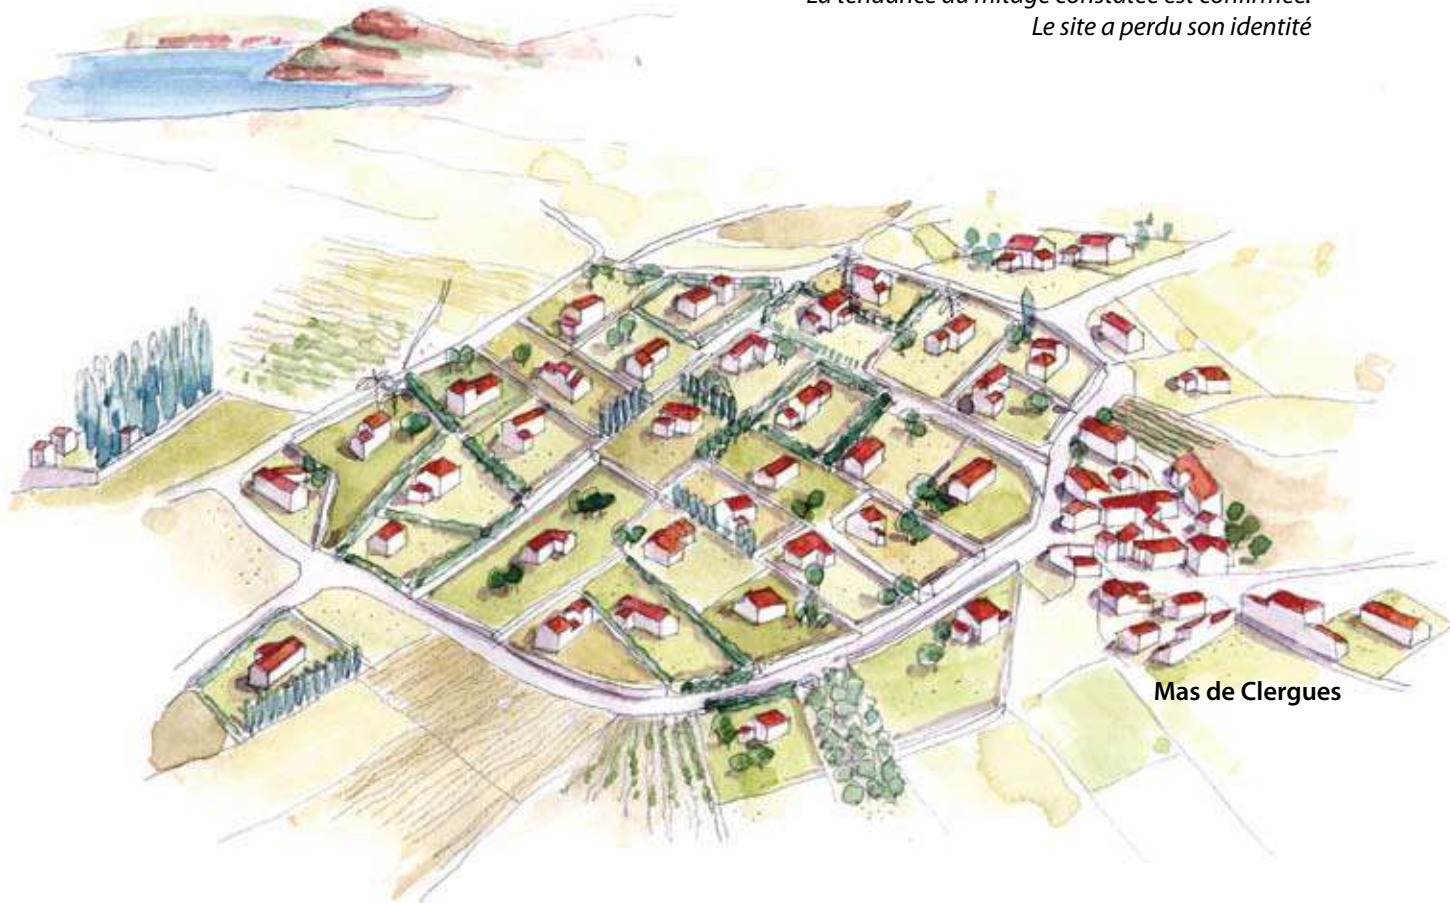 La tendance au mitage constatée est confirmée.
Le site a perdu son identité
Mas de Clergues